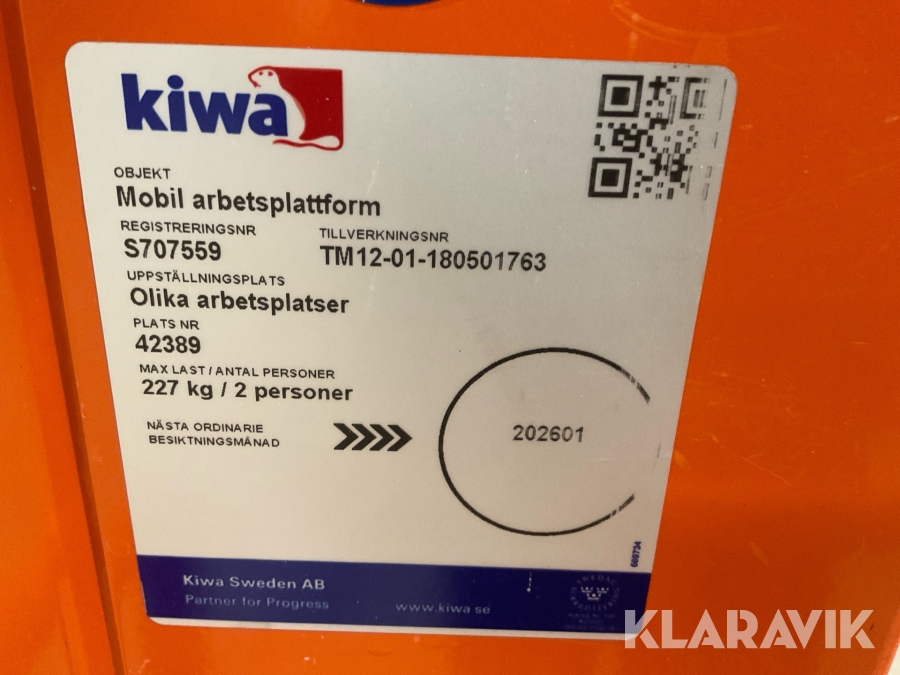 kiwa
OBJEKT
Mobil arbetsplattform
REGISTRERINGSNR
S707559
TILLVERKNINGSNR
TM12-01-180501763
UPPSTÄLLNINGSPLATS
Olika arbetsplatser
PLATS NR
42389
MAX LAST / ANTAL PERSONER
227 kg / 2 personer
NÄSTA ORDINARIE
BESIKTNINGSMÅNAD
202601
669734
Kiwa Sweden AB
Partner for Progress
www.kiwa.se
SWEDAC
KLARAVIK